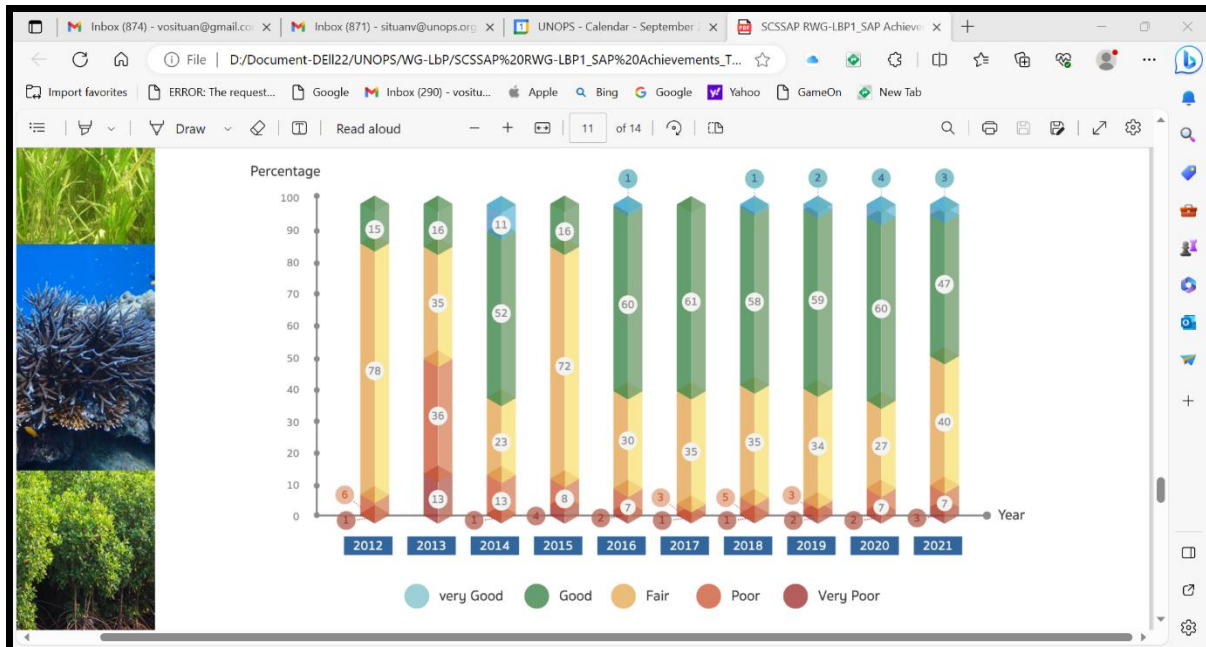 Inbox (874) - vosituan@gmail.co
Inbox (871) - situanv@unops.org
UNOPS - Calendar - September 2
SCSSAP RWG-LBP1_SAP Achieve
File D:/Document-DEll22/UNOPS/WG-LbP/SCSSAP%20RWG-LBP1_SAP%20Achievements_T...
Import favorites ERROR: The request... Google Inbox (290) - vositu... Apple Bing Google Yahoo GameOn New Tab
Draw Read aloud 11 of 14
Percentage
1 1 2 4 3
100
15 16 11 16
90
80
47
70
35 52 60 61 58 59 60
60
50
78 72
40
36 40
30
23 30 35 35 34 27
20
10
6 13 13 8 7 3 5 3 7 7
0
1 1 4 2 1 1 2 2 3
Year
2012 2013 2014 2015 2016 2017 2018 2019 2020 2021
very Good Good Fair Poor Very Poor